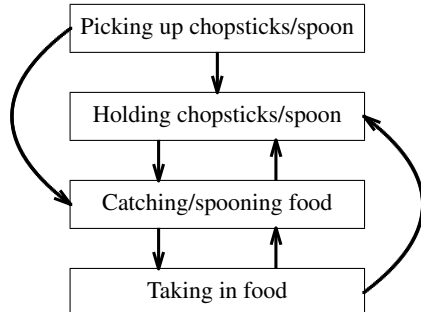 Picking up chopsticks/spoon
Holding chopsticks/spoon
Catching/spooning food
Taking in food